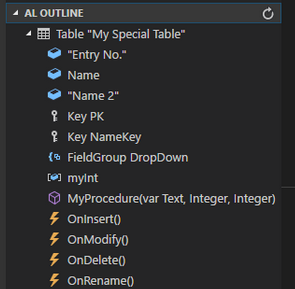 AL OUTLINE
Table "My Special Table"
"Entry No."
Name
"Name 2"
Key PK
Key NameKey
FieldGroup DropDown
myInt
MyProcedure(var Text, Integer, Integer)
OnInsert()
OnModify()
OnDelete()
OnRename()